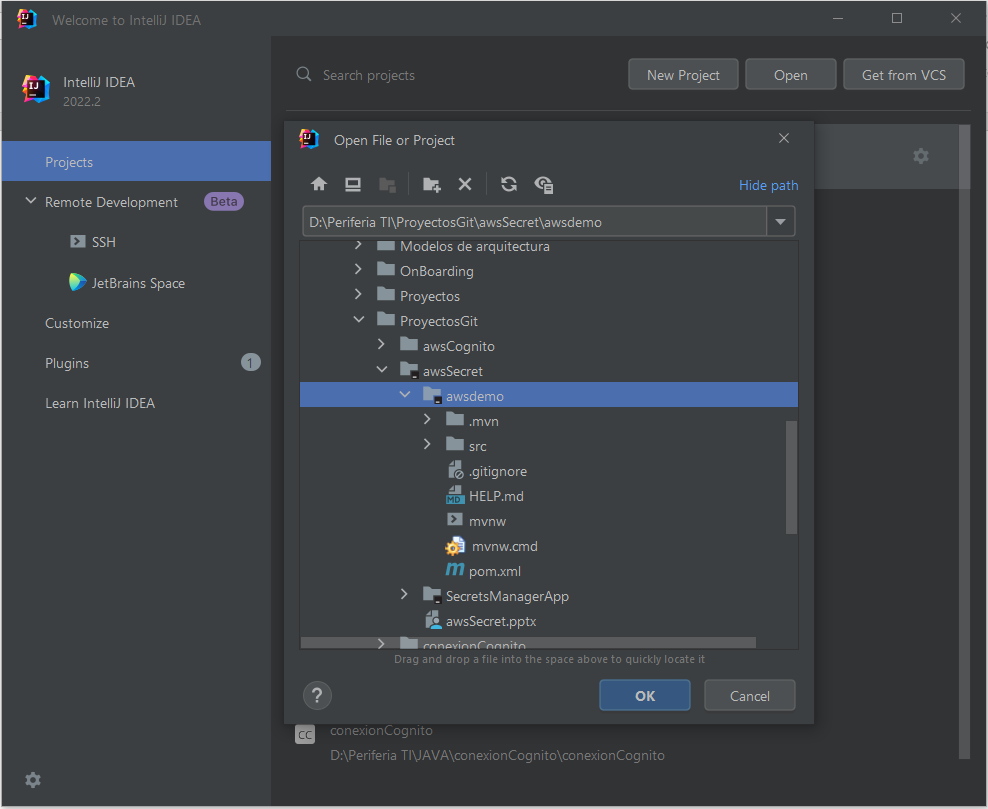 Welcome to IntelliJ IDEA
IntelliJ IDEA
2022.2
Search projects
New Project
Open
Get from VCS
Projects
Remote Development
Beta
SSH
JetBrains Space
Customize
Plugins
1
Learn IntelliJ IDEA
Open File or Project
Hide path
D:\Periferia TI\ProyectosGit\awsSecret\awsdemo
Modelos de arquitectura
OnBoarding
Proyectos
ProyectosGit
awsCognito
awsSecret
awsdemo
.mvn
src
.gitignore
HELP.md
mvnw
mvnw.cmd
pom.xml
SecretsManagerApp
awsSecret.pptx
conexionCognito
Drag and drop a file into the space above to quickly locate it
?
OK
Cancel
CC
conexionCognito
D:\Periferia TI\JAVA\conexionCognito\conexionCognito